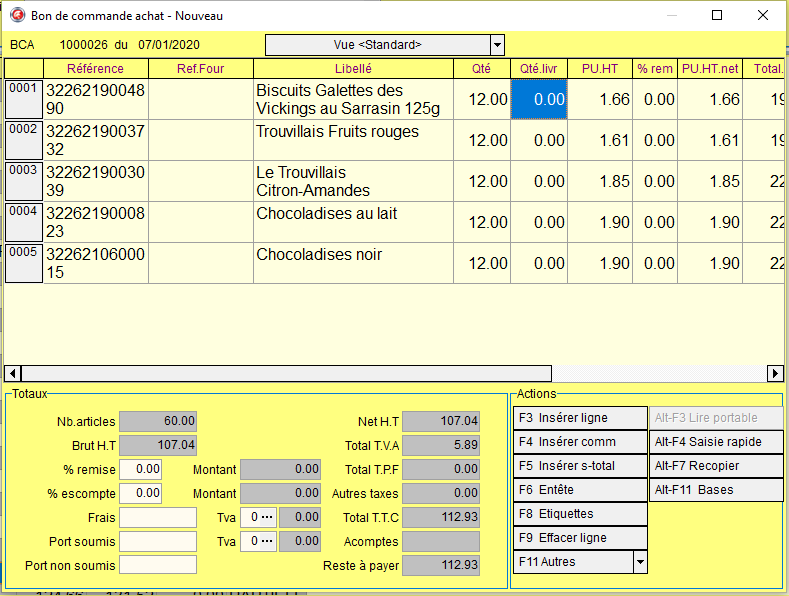 Bon de commande achat - Nouveau
BCA 1000026 du 07/01/2020 Vue <Standard>
Référence Ref.Four Libellé Qté Qté.livr PU.HT % rem PU.HT.net Total.
0001 32262190048 Biscuits Galettes des 12.00 0.00 1.66 0.00 1.66 19
90 Vickings au Sarrasin 125g
0002 32262190037 Trouvillais Fruits rouges 12.00 0.00 1.61 0.00 1.61 19
32
0003 32262190030 Le Trouvillais 12.00 0.00 1.85 0.00 1.85 22
39 Citron-Amandes
0004 32262190008 Chocoladises au lait 12.00 0.00 1.90 0.00 1.90 22
23
0005 32262106000 Chocoladises noir 12.00 0.00 1.90 0.00 1.90 22
15
Totaux
Nb.articles 60.00 Net H.T 107.04
Brut H.T 107.04 Total T.V.A 5.89
% remise 0.00 Montant 0.00 Total T.P.F 0.00
% escompte 0.00 Montant 0.00 Autres taxes 0.00
Frais Tva 0 ... 0.00 Total T.T.C 112.93
Port soumis Tva 0 ... 0.00 Acomptes
Port non soumis Reste à payer 112.93
Actions
F3 Insérer ligne Alt-F3 Lire portable
F4 Insérer comm Alt-F4 Saisie rapide
F5 Insérer s-total Alt-F7 Recopier
F6 Entête Alt-F11 Bases
F8 Etiquettes
F9 Effacer ligne
F11 Autres